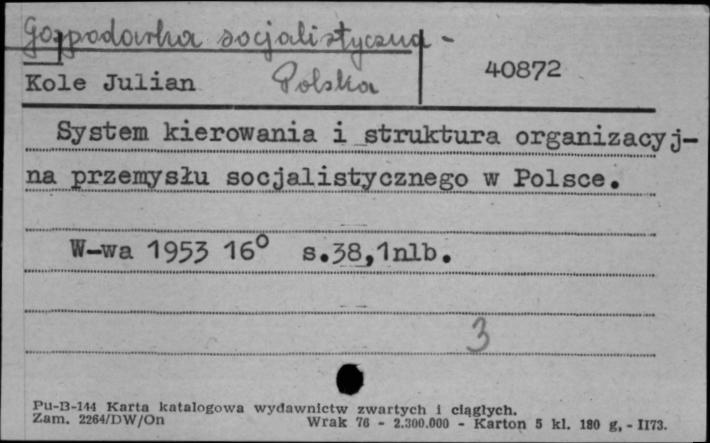 Gospodarka socjalistyczna -
Polska
Kole Julian
40872
System kierowania i struktura organizacyj-
na przemysłu socjalistycznego w Polsce.
W-wa 1953 16° s.38,1nlb.
3
Pu-B-144 Karta katalogowa wydawnictw zwartych i ciągłych.
Zam. 2264/DW/On Wrak 76 - 2.300.000 - Karton 5 kl. 180 g, - II73.